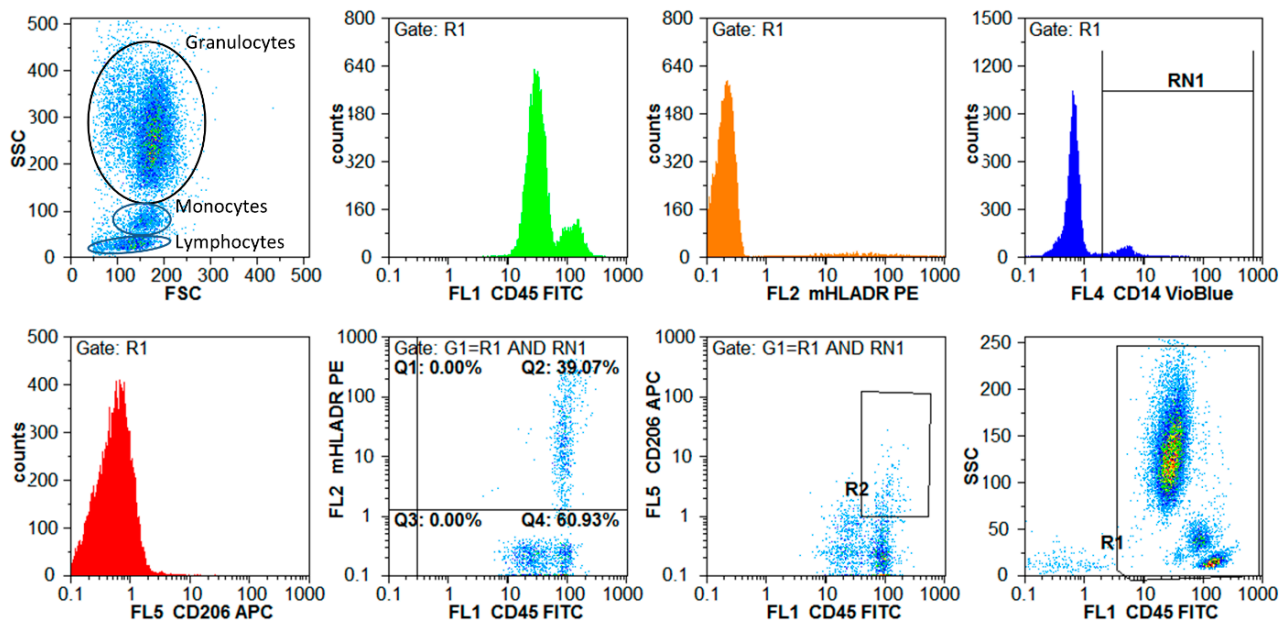 500
400
300
200
100
0
SSC
Granulocytes
Monocytes
Lymphocytes
0 100 200 300 400 500
FSC
Gate: R1
800
640
480
320
160
0
counts
0.1 1 10 100 1000
FL1 CD45 FITC
Gate: R1
800
640
480
320
160
0
counts
0.1 1 10 100 1000
FL2 mHLADR PE
Gate: R1
1500
1200
900
600
300
0
counts
RN1
0.1 1 10 100 1000
FL4 CD14 VioBlue
Gate: R1
500
400
300
200
100
0
counts
0.1 1 10 100 1000
FL5 CD206 APC
Gate: G1=R1 AND RN1
Q1: 0.00% Q2: 39.07%
1000
100
10
1
0.1
FL2 mHLADR PE
Q3: 0.00% Q4: 60.93%
0.1 1 10 100 1000
FL1 CD45 FITC
Gate: G1=R1 AND RN1
1000
100
10
1
0.1
FL5 CD206 APC
R2
0.1 1 10 100 1000
FL1 CD45 FITC
250
200
150
100
50
0
SSC
R1
0.1 1 10 100 1000
FL1 CD45 FITC